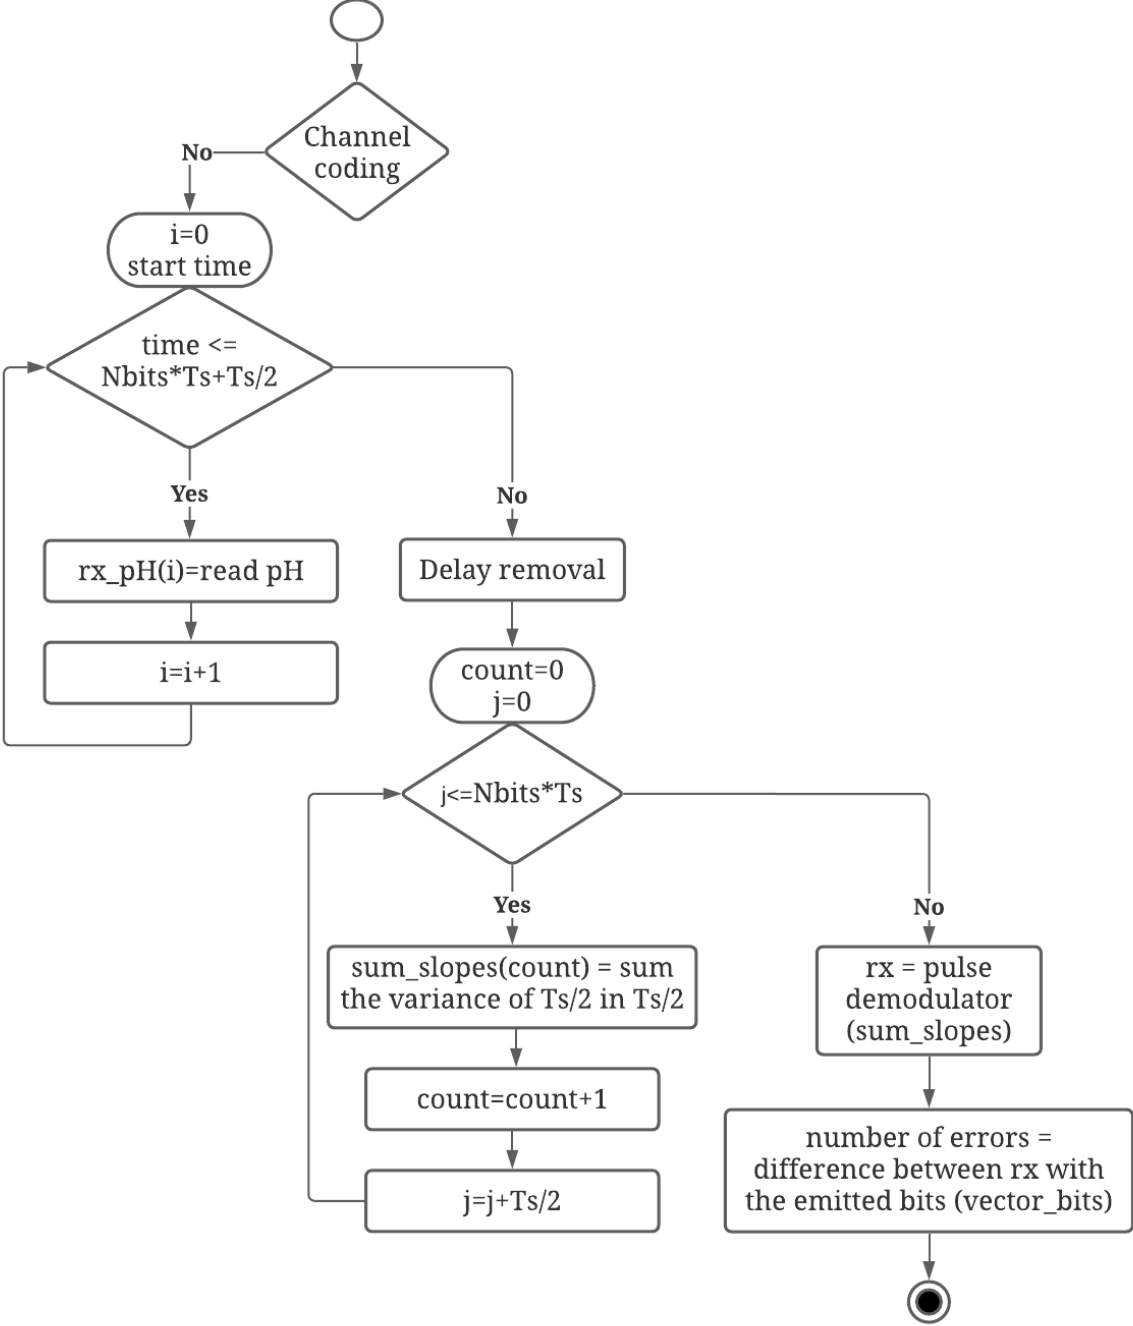 Channel
coding
No
i=0
start time
time <=
Nbits*Ts+Ts/2
Yes
No
rx_pH(i)=read pH
Delay removal
i=i+1
count=0
j=0
j<=Nbits*Ts
Yes
No
sum_slopes(count) = sum
the variance of Ts/2 in Ts/2
rx = pulse
demodulator
(sum_slopes)
count=count+1
number of errors =
difference between rx with
the emitted bits (vector_bits)
j=j+Ts/2